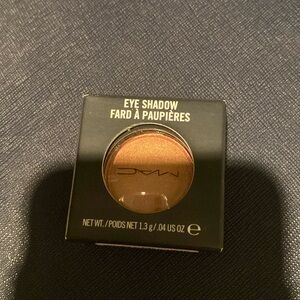 EYE SHADOW
FARD À PAUPIÈRES
MAC
NET WT. / POIDS NET 1.3 g / .04 US OZ ℮